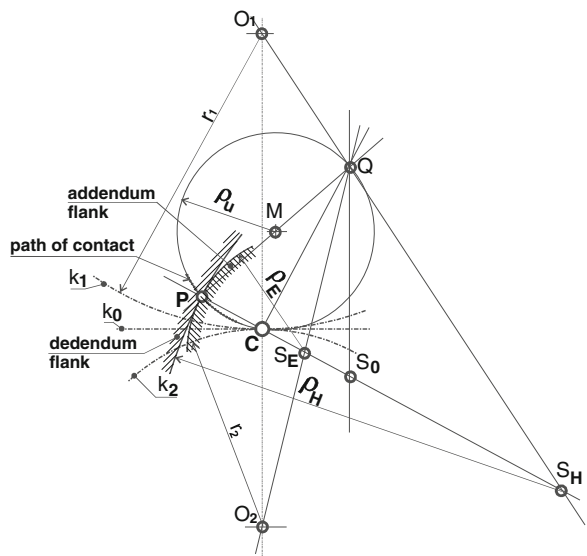 O1
r1
Q
addendum
flank
ρu
M
path of contact
ρE
k1
P
k0
C
dedendum
flank
SE
S0
k2
ρH
r2
SH
O2